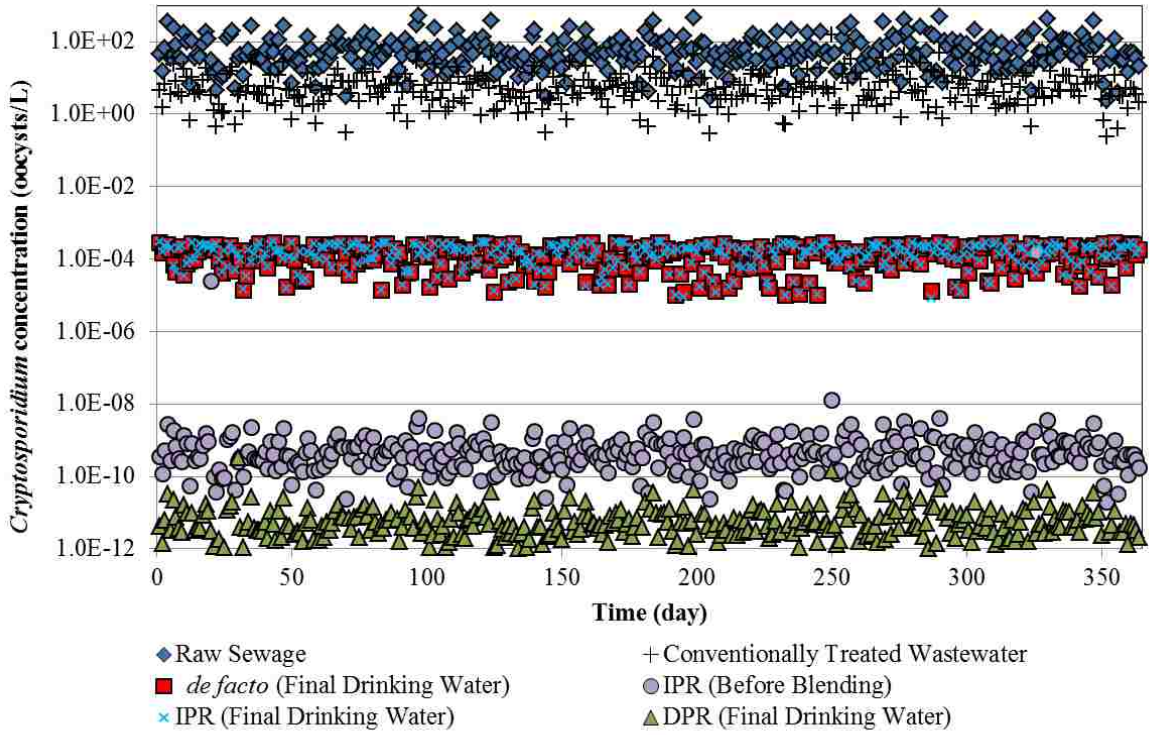 Cryptosporidium concentration (oocysts/L)
1.0E+02
1.0E+00
1.0E-02
1.0E-04
1.0E-06
1.0E-08
1.0E-10
1.0E-12
0 50 100 150 200 250 300 350
Time (day)
Raw Sewage
Conventionally Treated Wastewater
de facto (Final Drinking Water)
IPR (Before Blending)
IPR (Final Drinking Water)
DPR (Final Drinking Water)